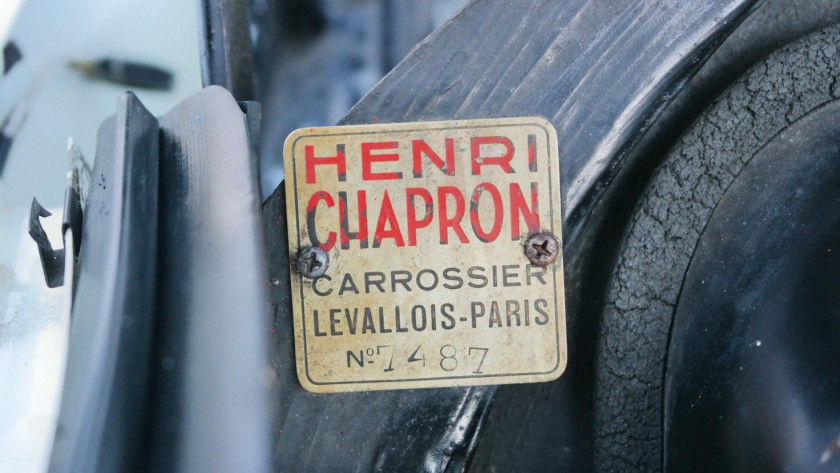 HENRI
CHAPRON
CARROSSIER
LEVALLOIS-PARIS
Nº 7487